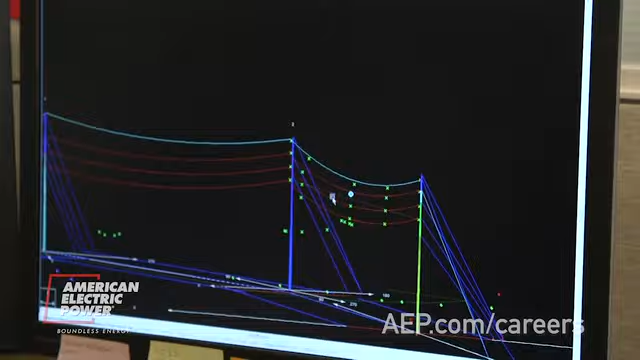 AMERICAN
ELECTRIC
POWER
BOUNDLESS ENERGY
AEP.com/careers